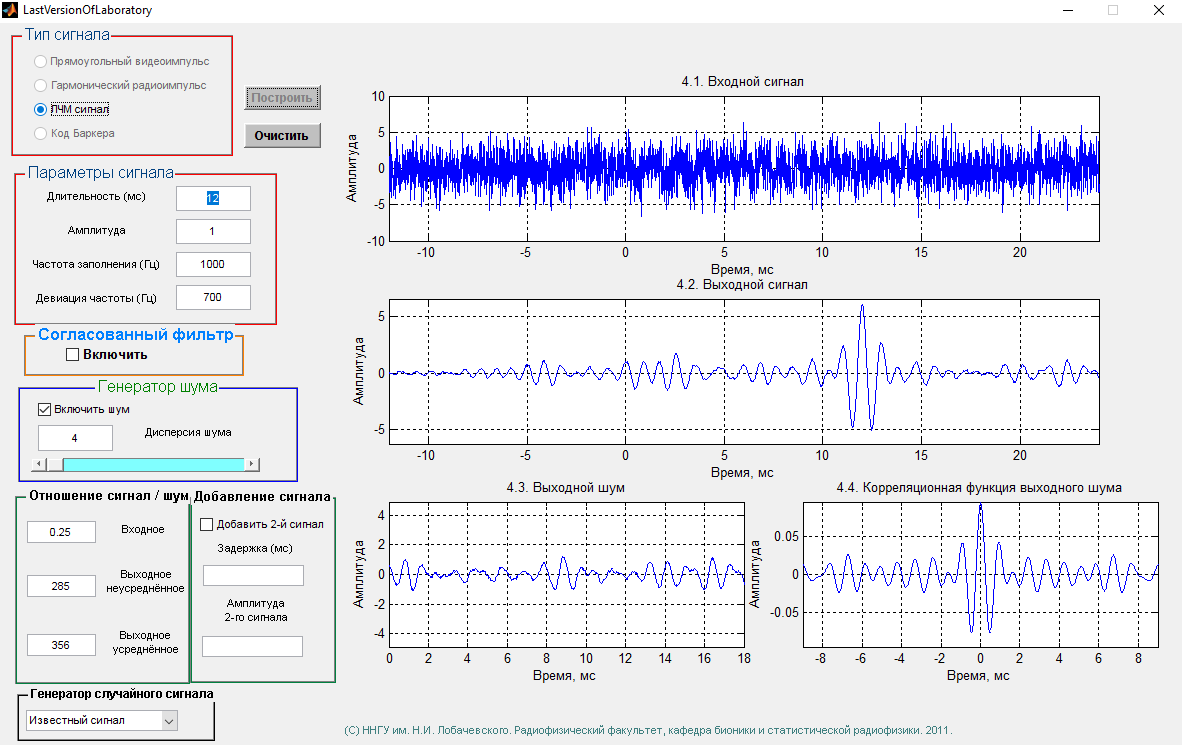 LastVersionOfLaboratory
Тип сигнала
Прямоугольный видеоимпульс
Гармонический радиоимпульс
ЛЧМ сигнал
Код Баркера
Построить
Очистить
Параметры сигнала
Длительность (мс)
12
Амплитуда
1
Частота заполнения (Гц)
1000
Девиация частоты (Гц)
700
Согласованный фильтр
Включить
Генератор шума
Включить шум
4
Дисперсия шума
Отношение сигнал / шум
0.25
Входное
285
Выходное
неусреднённое
356
Выходное
усреднённое
Добавление сигнала
Добавить 2-й сигнал
Задержка (мс)
Амплитуда
2-го сигнала
Генератор случайного сигнала
Известный сигнал
4.1. Входной сигнал
Амплитуда
10
5
0
-5
-10
-10 -5 0 5 10 15 20
Время, мс
4.2. Выходной сигнал
Амплитуда
5
0
-5
-10 -5 0 5 10 15 20
Время, мс
4.3. Выходной шум
Амплитуда
4
2
0
-2
-4
0 2 4 6 8 10 12 14 16 18
Время, мс
4.4. Корреляционная функция выходного шума
Амплитуда
0.05
0
-0.05
-8 -6 -4 -2 0 2 4 6 8
Время, мс
(С) ННГУ им. Н.И. Лобачевского. Радиофизический факультет, кафедра бионики и статистической радиофизики. 2011.